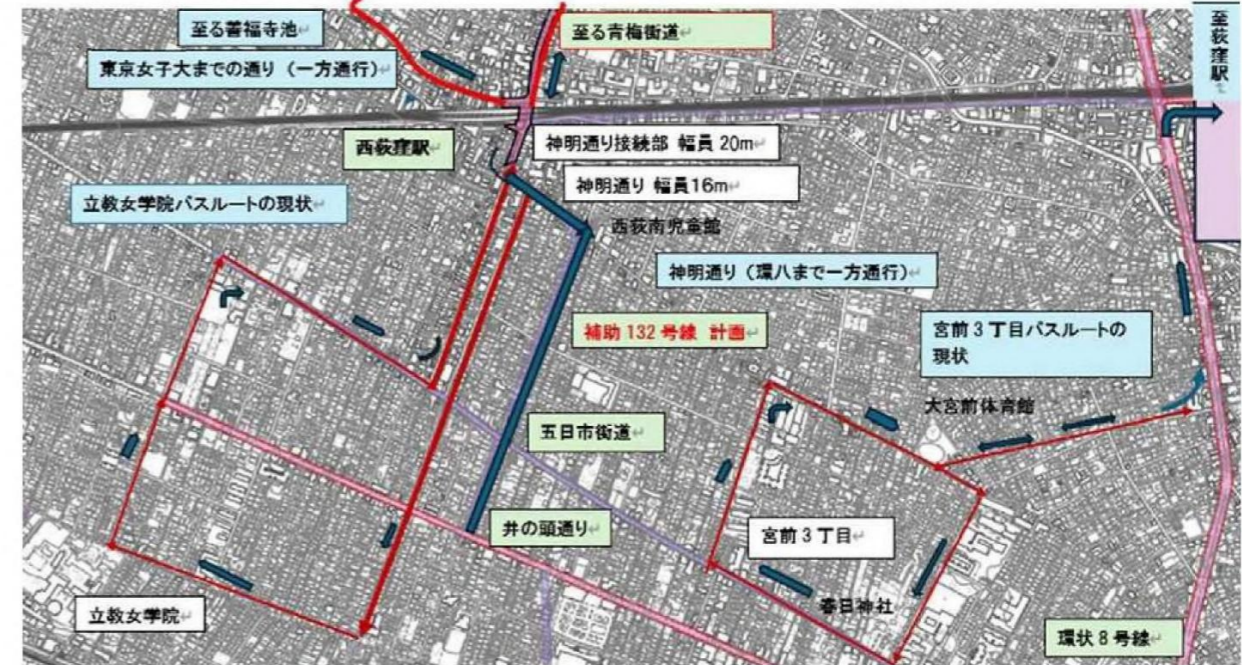 至る善福寺池
至る青梅街道
至荻窪駅
東京女子大までの通り (一方通行)
西荻窪駅
神明通り接続部 幅員 20m
神明通り 幅員16m
立教女学院バスルートの現状
西荻南児童館
神明通り (環八まで一方通行)
補助 132 号線 計画
宮前 3 丁目バスルートの
現状
大宮前体育館
五日市街道
井の頭通り
宮前 3 丁目
春日神社
立教女学院
環状 8 号線